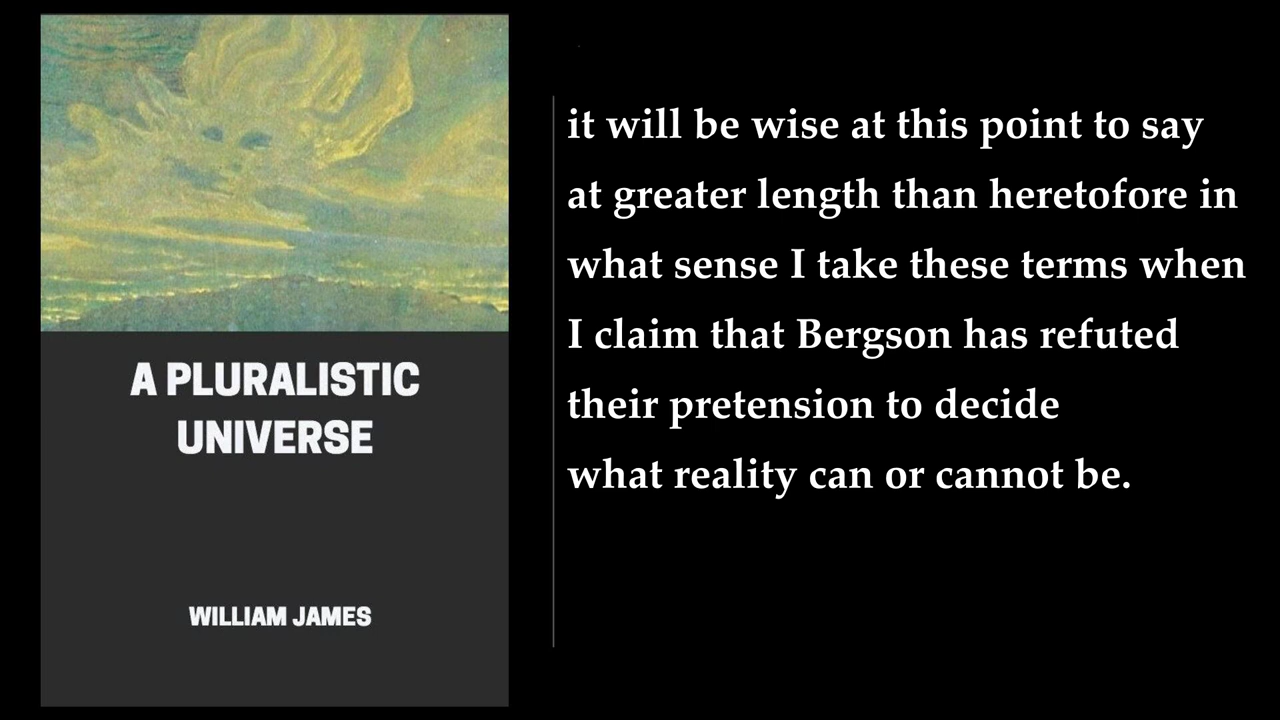 A PLURALISTIC
UNIVERSE
WILLIAM JAMES
it will be wise at this point to say
at greater length than heretofore in
what sense I take these terms when
I claim that Bergson has refuted
their pretension to decide
what reality can or cannot be.